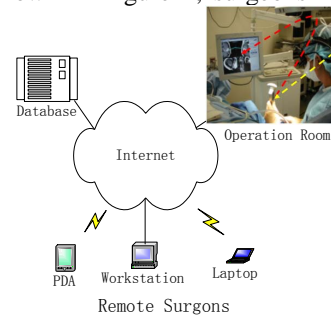 Database
Operation Room
Internet
PDA
Workstation
Laptop
Remote Surgons